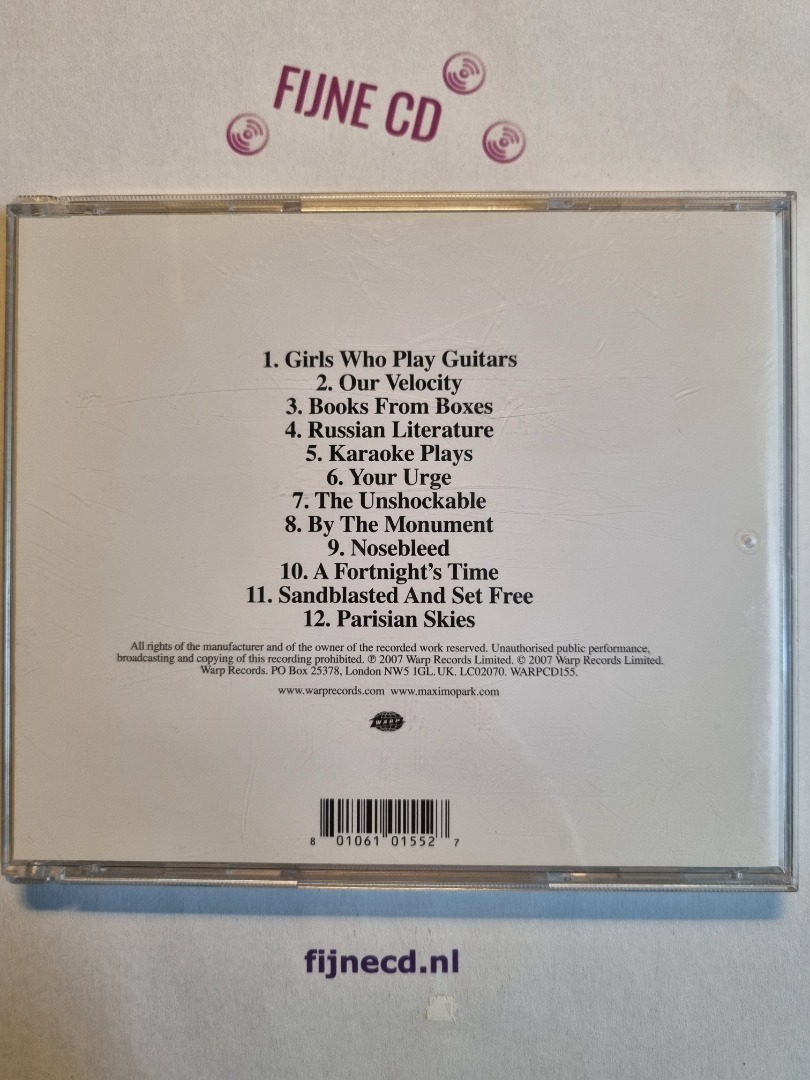 FIJNE CD
1. Girls Who Play Guitars
2. Our Velocity
3. Books From Boxes
4. Russian Literature
5. Karaoke Plays
6. Your Urge
7. The Unshockable
8. By The Monument
9. Nosebleed
10. A Fortnight's Time
11. Sandblasted And Set Free
12. Parisian Skies
All rights of the manufacturer and of the owner of the recorded work reserved. Unauthorised public performance,
broadcasting and copying of this recording prohibited. ℗ 2007 Warp Records Limited. © 2007 Warp Records Limited.
Warp Records. PO Box 25378, London NW5 1GL. UK. LC02070. WARPCD155.
www.warprecords.com www.maximopark.com
WARP
8 01061 01552 7
fijnecd.nl